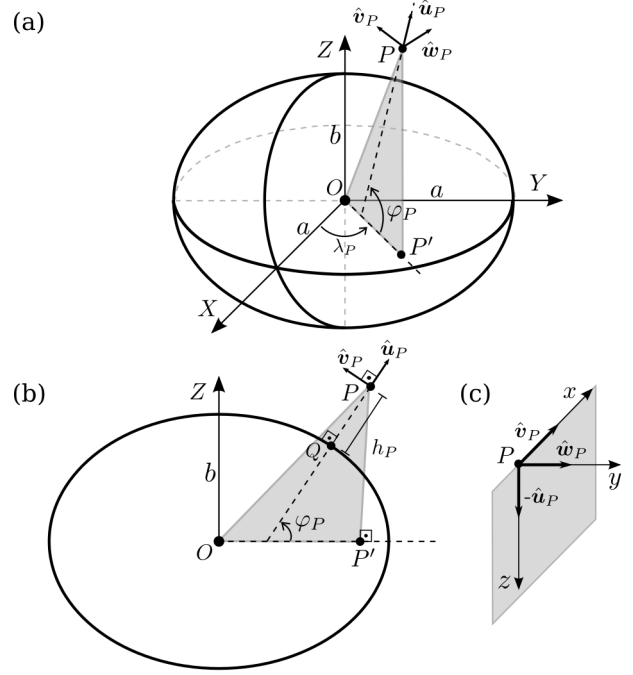 (a)
v̂_P
û_P
Z
P
ŵ_P
b
O
a
Y
φ_P
a
λ_P
P′
X
(b)
Z
v̂_P
û_P
P
b
Q
h_P
φ_P
O
P′
(c)
x
v̂_P
P
ŵ_P
y
-û_P
z